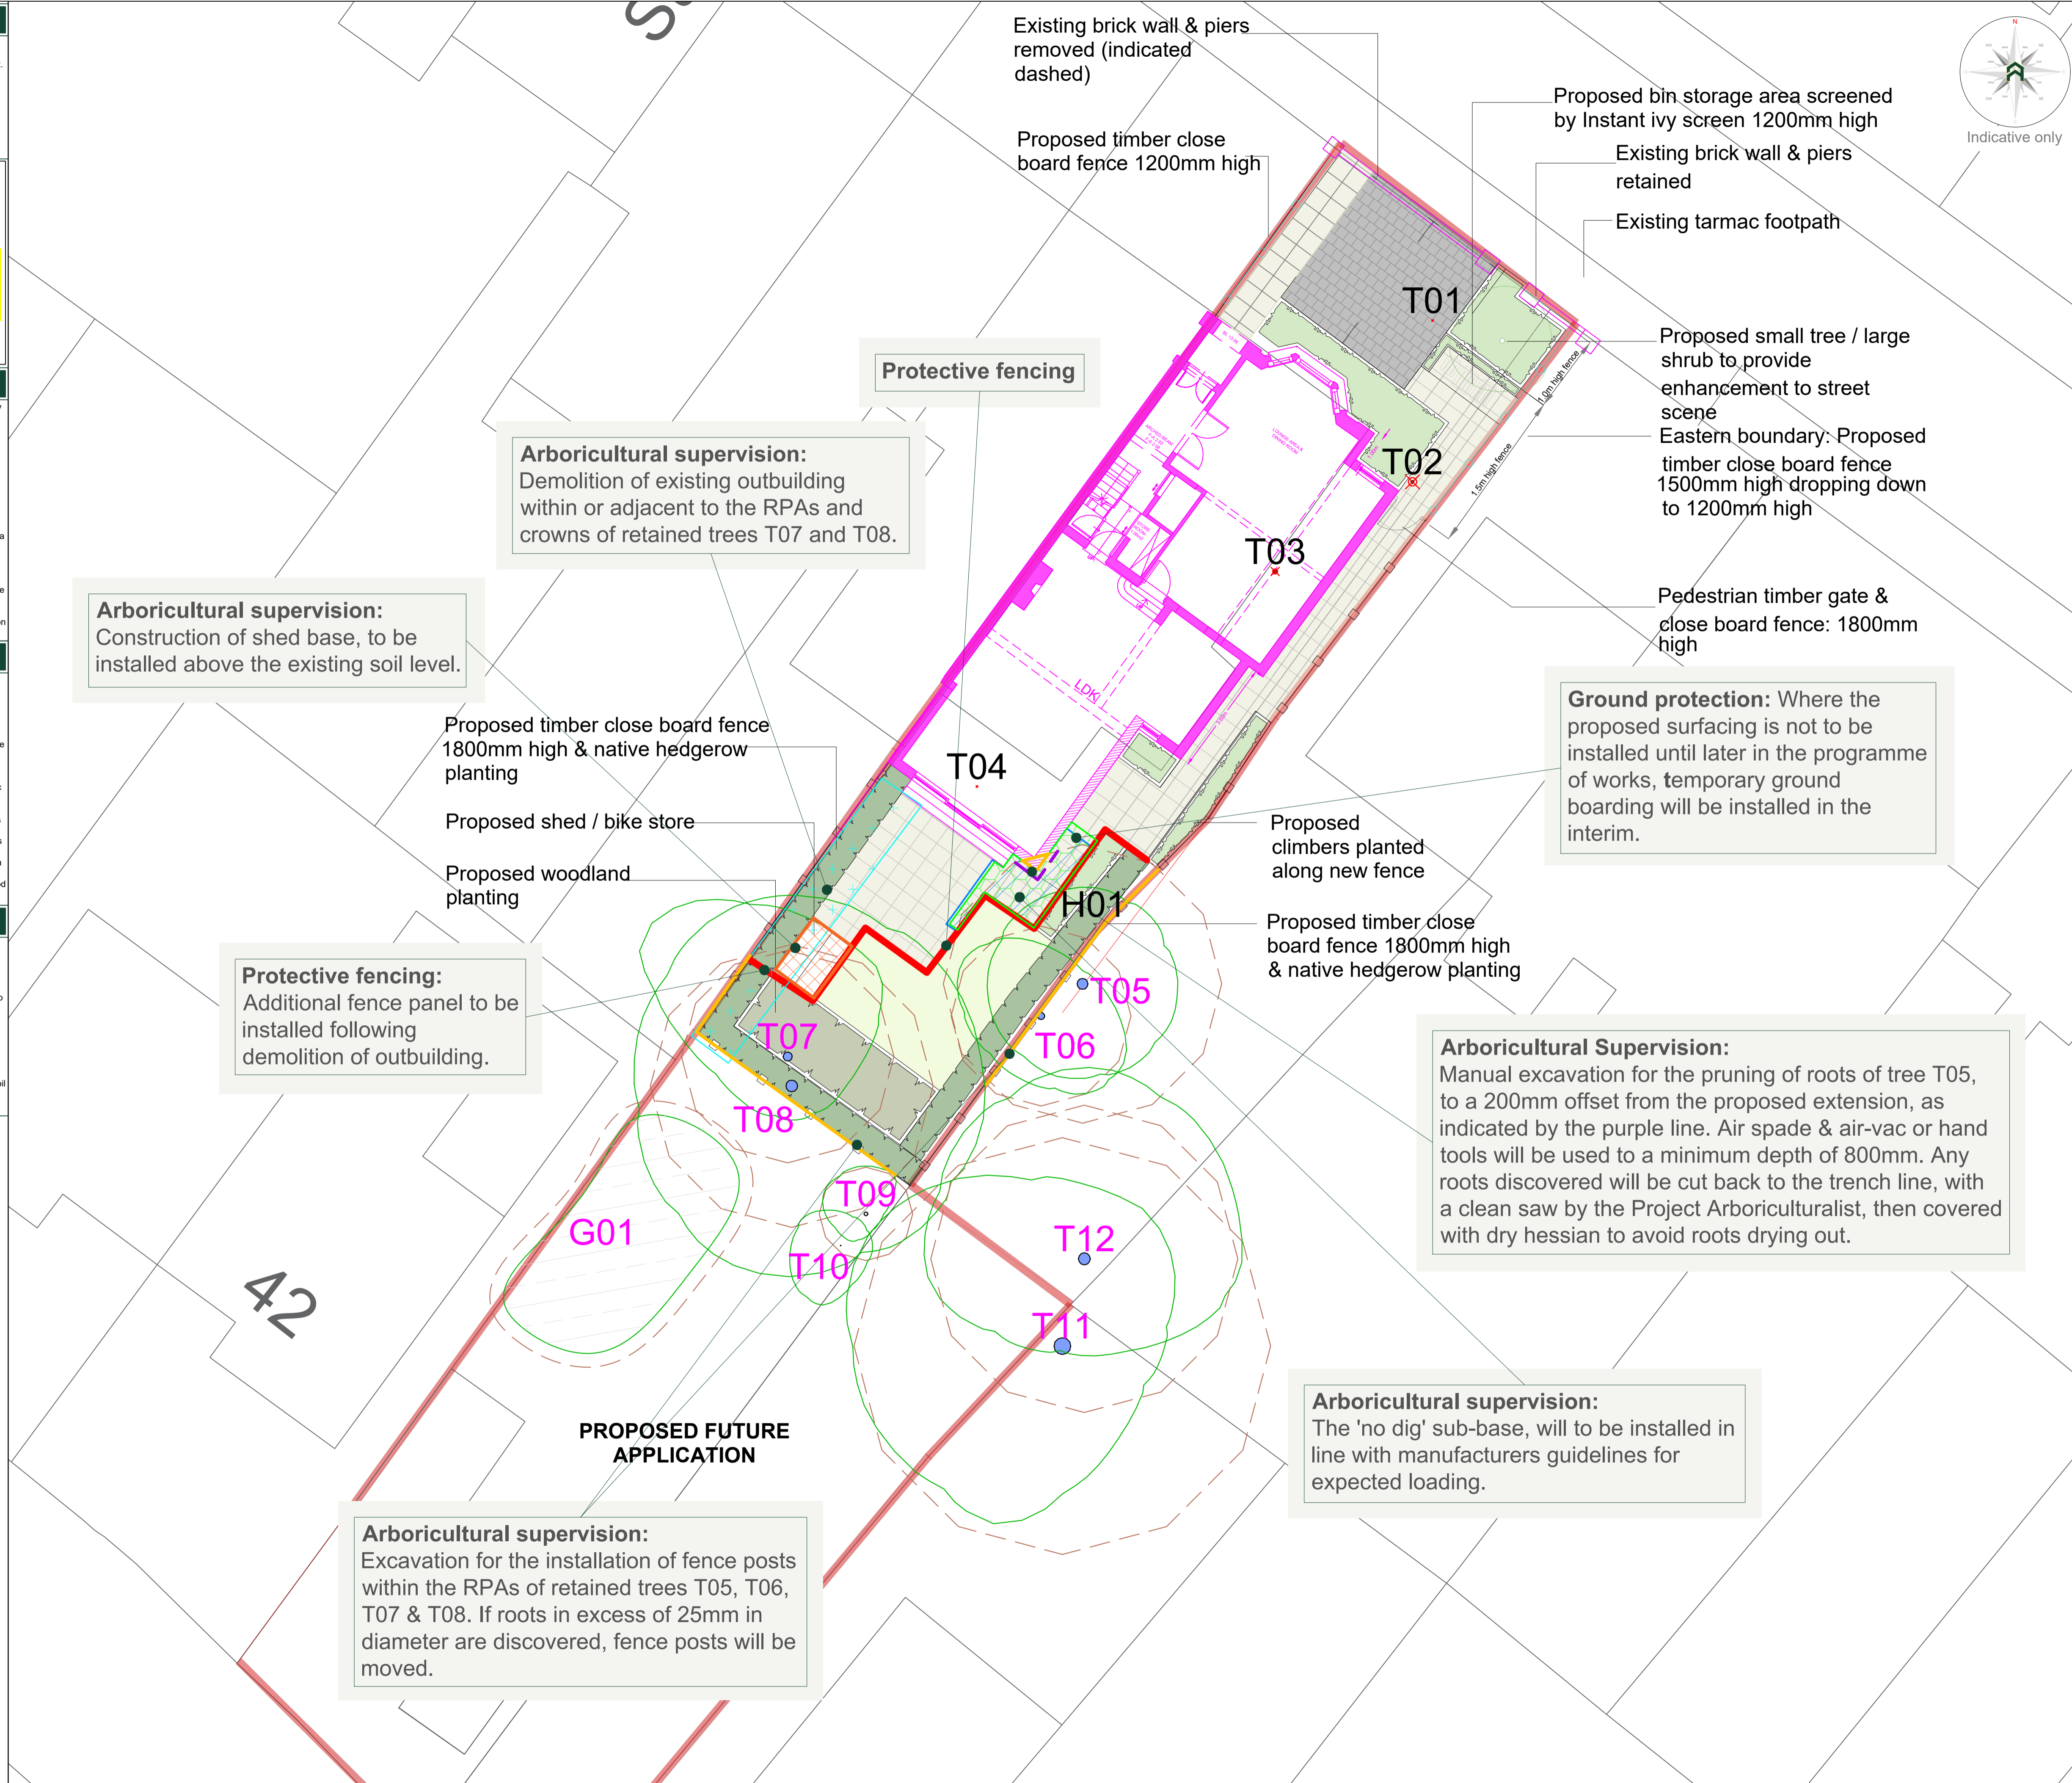 Existing brick wall & piers
removed (indicated
dashed)
N
Indicative only
Proposed bin storage area screened
by Instant ivy screen 1200mm high
Proposed timber close
board fence 1200mm high
Existing brick wall & piers
retained
Existing tarmac footpath
T01
Proposed small tree / large
shrub to provide
enhancement to street
scene
1.0m high fence
Eastern boundary: Proposed
timber close board fence
1500mm high dropping down
to 1200mm high
1.5m high fence
Protective fencing
LOUNGE AREA &
DINING ROOM
T02
Arboricultural supervision:
Demolition of existing outbuilding
within or adjacent to the RPAs and
crowns of retained trees T07 and T08.
T03
Pedestrian timber gate &
close board fence: 1800mm
high
Arboricultural supervision:
Construction of shed base, to be
installed above the existing soil level.
LDK
Ground protection: Where the
proposed surfacing is not to be
installed until later in the programme
of works, temporary ground
boarding will be installed in the
interim.
Proposed timber close board fence
1800mm high & native hedgerow
planting
T04
Proposed shed / bike store
Proposed
climbers planted
along new fence
Proposed woodland
planting
H01
Proposed timber close
board fence 1800mm high
& native hedgerow planting
Protective fencing:
Additional fence panel to be
installed following
demolition of outbuilding.
T05
T06
T07
T08
Arboricultural Supervision:
Manual excavation for the pruning of roots of tree T05,
to a 200mm offset from the proposed extension, as
indicated by the purple line. Air spade & air-vac or hand
tools will be used to a minimum depth of 800mm. Any
roots discovered will be cut back to the trench line, with
a clean saw by the Project Arboriculturalist, then covered
with dry hessian to avoid roots drying out.
T09
G01
T10
T12
T11
42
PROPOSED FUTURE
APPLICATION
Arboricultural supervision:
The 'no dig' sub-base, will to be installed in
line with manufacturers guidelines for
expected loading.
Arboricultural supervision:
Excavation for the installation of fence posts
within the RPAs of retained trees T05, T06,
T07 & T08. If roots in excess of 25mm in
diameter are discovered, fence posts will be
moved.